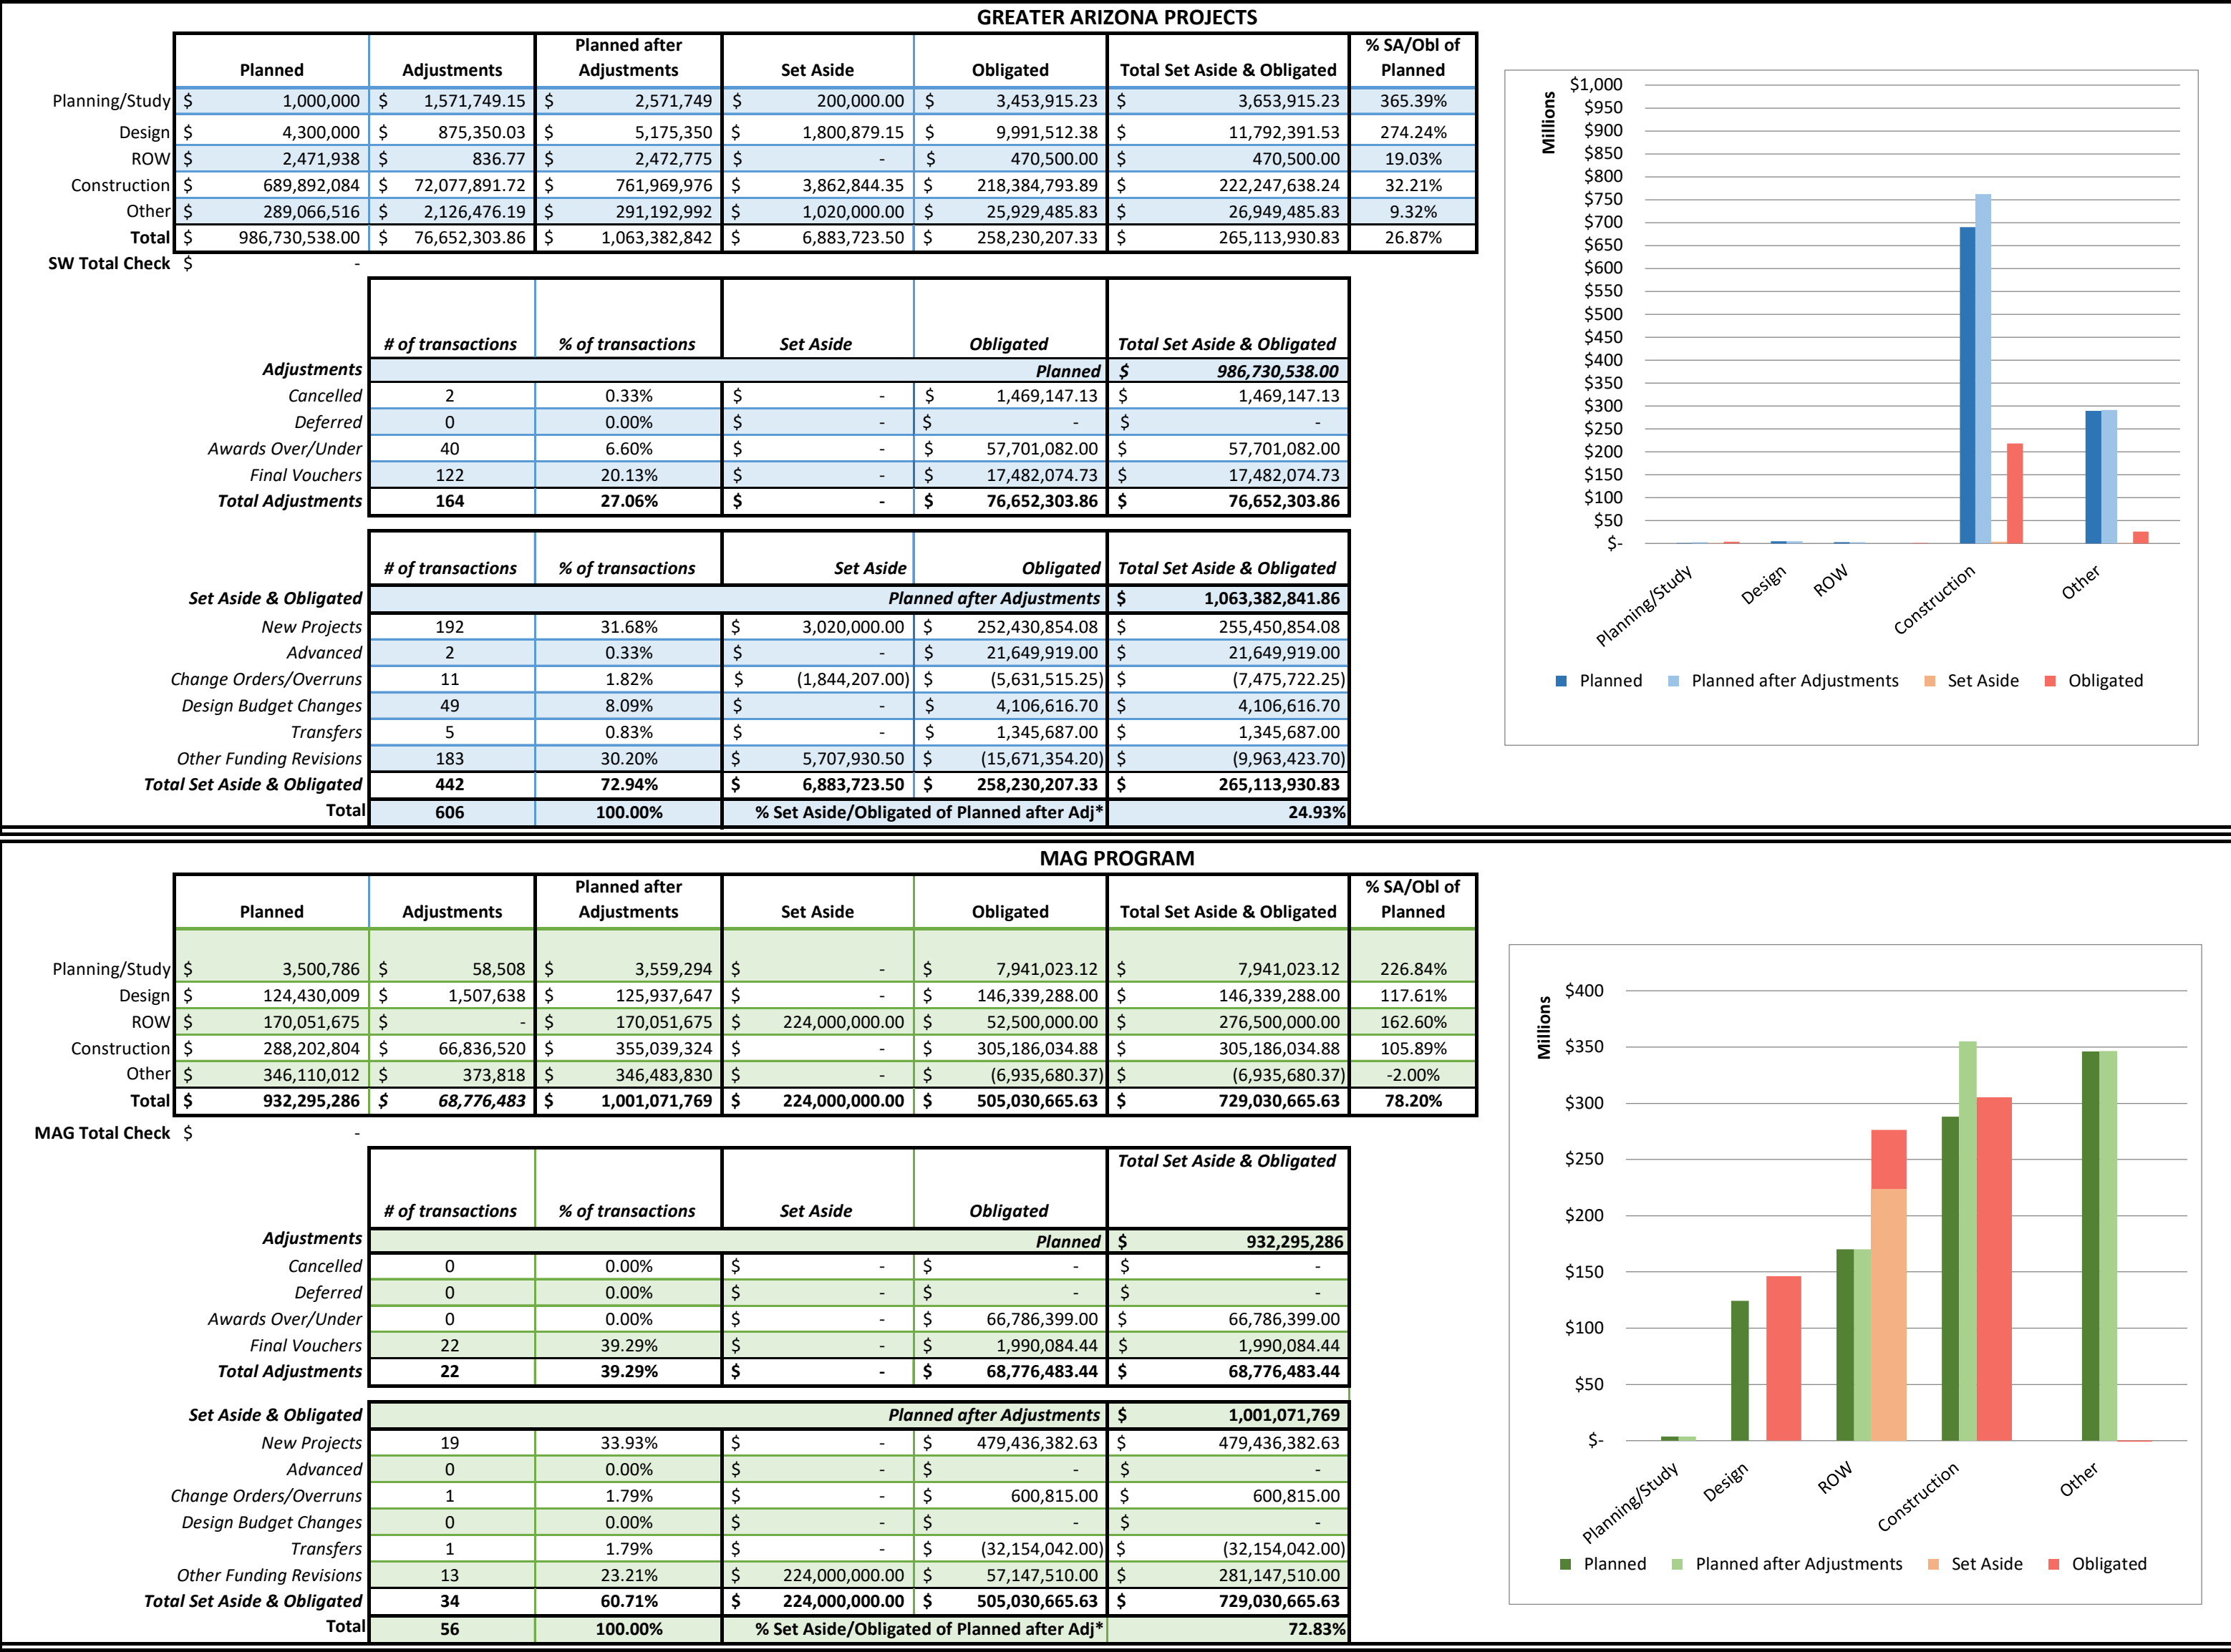 GREATER ARIZONA PROJECTS
Planned Adjustments Planned after Adjustments Set Aside Obligated Total Set Aside & Obligated % SA/Obl of Planned
Planning/Study $ 1,000,000 $ 1,571,749.15 $ 2,571,749 $ 200,000.00 $ 3,453,915.23 $ 3,653,915.23 365.39%
Design $ 4,300,000 $ 875,350.03 $ 5,175,350 $ 1,800,879.15 $ 9,991,512.38 $ 11,792,391.53 274.24%
ROW $ 2,471,938 $ 836.77 $ 2,472,775 $ - $ 470,500.00 $ 470,500.00 19.03%
Construction $ 689,892,084 $ 72,077,891.72 $ 761,969,976 $ 3,862,844.35 $ 218,384,793.89 $ 222,247,638.24 32.21%
Other $ 289,066,516 $ 2,126,476.19 $ 291,192,992 $ 1,020,000.00 $ 25,929,485.83 $ 26,949,485.83 9.32%
Total $ 986,730,538.00 $ 76,652,303.86 $ 1,063,382,842 $ 6,883,723.50 $ 258,230,207.33 $ 265,113,930.83 26.87%
SW Total Check $ -
# of transactions % of transactions Set Aside Obligated Total Set Aside & Obligated
Adjustments Planned $ 986,730,538.00
Cancelled 2 0.33% $ - $ 1,469,147.13 $ 1,469,147.13
Deferred 0 0.00% $ - $ - $ -
Awards Over/Under 40 6.60% $ - $ 57,701,082.00 $ 57,701,082.00
Final Vouchers 122 20.13% $ - $ 17,482,074.73 $ 17,482,074.73
Total Adjustments 164 27.06% $ - $ 76,652,303.86 $ 76,652,303.86
# of transactions % of transactions Set Aside Obligated Total Set Aside & Obligated
Set Aside & Obligated Planned after Adjustments $ 1,063,382,841.86
New Projects 192 31.68% $ 3,020,000.00 $ 252,430,854.08 $ 255,450,854.08
Advanced 2 0.33% $ - $ 21,649,919.00 $ 21,649,919.00
Change Orders/Overruns 11 1.82% $ (1,844,207.00) $ (5,631,515.25) $ (7,475,722.25)
Design Budget Changes 49 8.09% $ - $ 4,106,616.70 $ 4,106,616.70
Transfers 5 0.83% $ - $ 1,345,687.00 $ 1,345,687.00
Other Funding Revisions 183 30.20% $ 5,707,930.50 $ (15,671,354.20) $ (9,963,423.70)
Total Set Aside & Obligated 442 72.94% $ 6,883,723.50 $ 258,230,207.33 $ 265,113,930.83
Total 606 100.00% % Set Aside/Obligated of Planned after Adj* 24.93%
Millions
$1,000
$950
$900
$850
$800
$750
$700
$650
$600
$550
$500
$450
$400
$350
$300
$250
$200
$150
$100
$50
$-
Planning/Study Design ROW Construction Other
Planned Planned after Adjustments Set Aside Obligated
MAG PROGRAM
Planned Adjustments Planned after Adjustments Set Aside Obligated Total Set Aside & Obligated % SA/Obl of Planned
Planning/Study $ 3,500,786 $ 58,508 $ 3,559,294 $ - $ 7,941,023.12 $ 7,941,023.12 226.84%
Design $ 124,430,009 $ 1,507,638 $ 125,937,647 $ - $ 146,339,288.00 $ 146,339,288.00 117.61%
ROW $ 170,051,675 $ - $ 170,051,675 $ 224,000,000.00 $ 52,500,000.00 $ 276,500,000.00 162.60%
Construction $ 288,202,804 $ 66,836,520 $ 355,039,324 $ - $ 305,186,034.88 $ 305,186,034.88 105.89%
Other $ 346,110,012 $ 373,818 $ 346,483,830 $ - $ (6,935,680.37) $ (6,935,680.37) -2.00%
Total $ 932,295,286 $ 68,776,483 $ 1,001,071,769 $ 224,000,000.00 $ 505,030,665.63 $ 729,030,665.63 78.20%
MAG Total Check $ -
# of transactions % of transactions Set Aside Obligated Total Set Aside & Obligated
Adjustments Planned $ 932,295,286
Cancelled 0 0.00% $ - $ - $ -
Deferred 0 0.00% $ - $ - $ -
Awards Over/Under 0 0.00% $ - $ 66,786,399.00 $ 66,786,399.00
Final Vouchers 22 39.29% $ - $ 1,990,084.44 $ 1,990,084.44
Total Adjustments 22 39.29% $ - $ 68,776,483.44 $ 68,776,483.44
Set Aside & Obligated Planned after Adjustments $ 1,001,071,769
New Projects 19 33.93% $ - $ 479,436,382.63 $ 479,436,382.63
Advanced 0 0.00% $ - $ - $ -
Change Orders/Overruns 1 1.79% $ - $ 600,815.00 $ 600,815.00
Design Budget Changes 0 0.00% $ - $ - $ -
Transfers 1 1.79% $ - $ (32,154,042.00) $ (32,154,042.00)
Other Funding Revisions 13 23.21% $ 224,000,000.00 $ 57,147,510.00 $ 281,147,510.00
Total Set Aside & Obligated 34 60.71% $ 224,000,000.00 $ 505,030,665.63 $ 729,030,665.63
Total 56 100.00% % Set Aside/Obligated of Planned after Adj* 72.83%
Millions
$400
$350
$300
$250
$200
$150
$100
$50
$-
Planning/Study Design ROW Construction Other
Planned Planned after Adjustments Set Aside Obligated